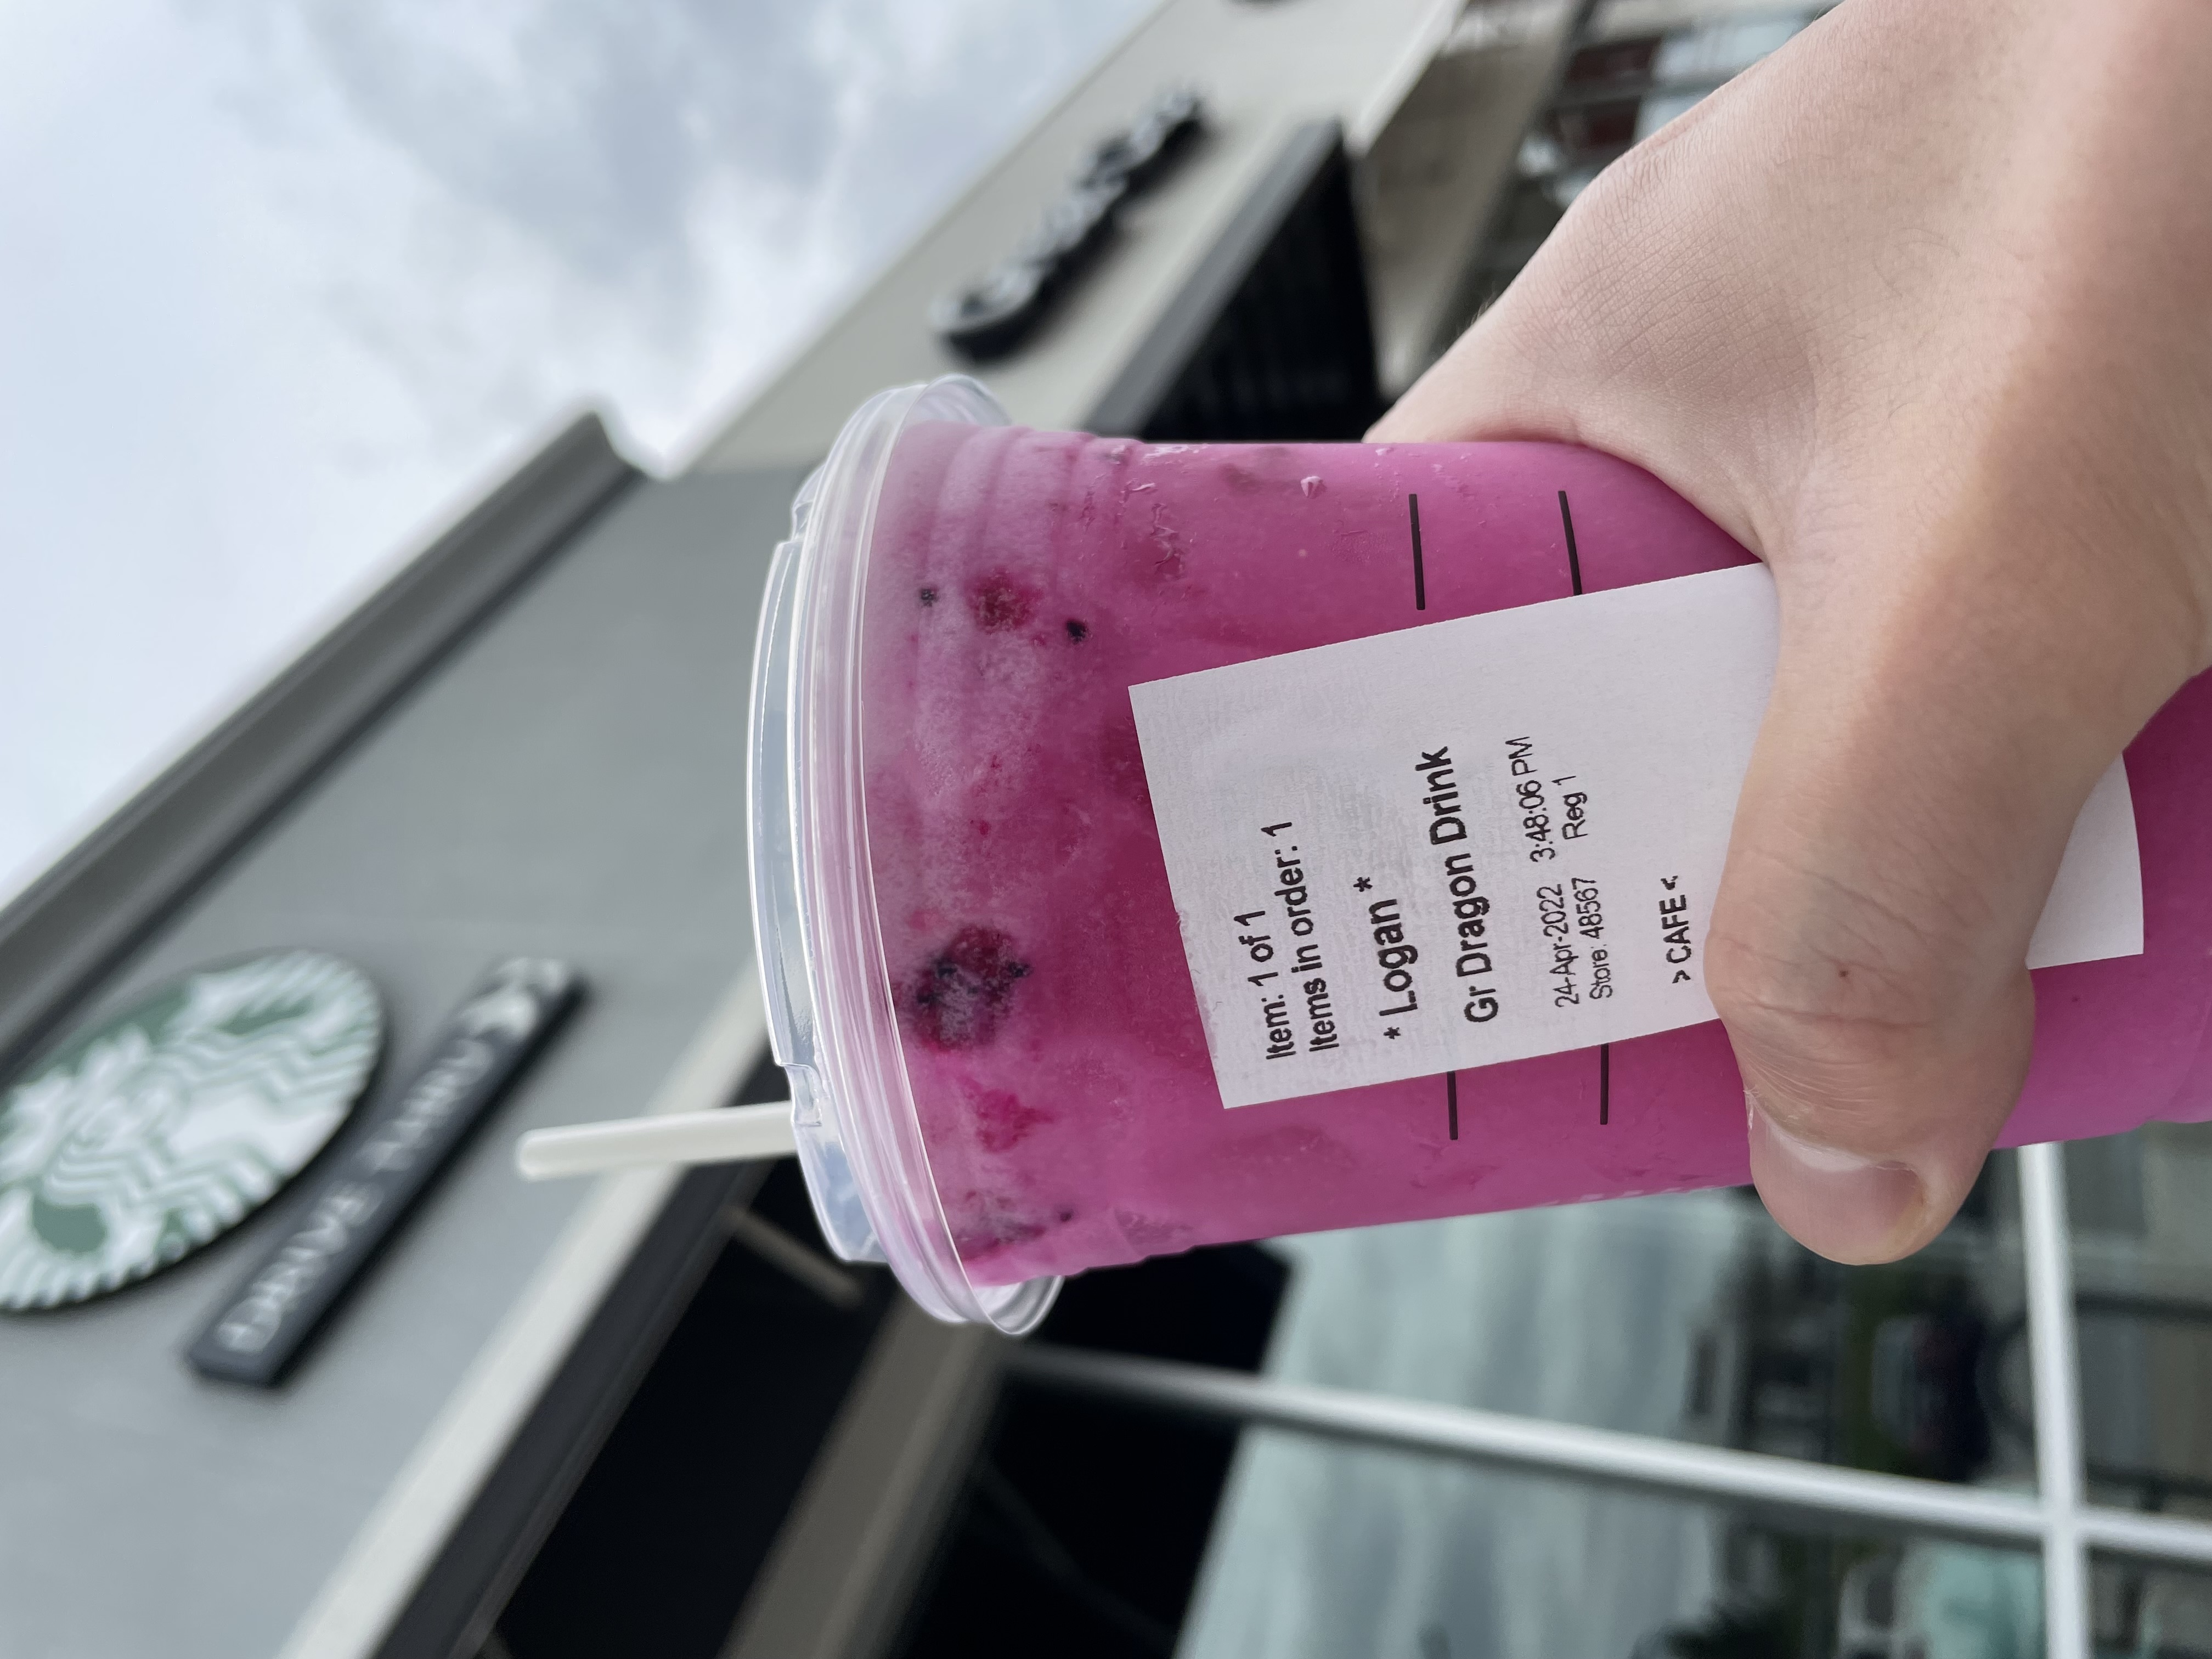 DRIVE THRU
Item: 1 of 1
Items in order: 1
* Logan *
Gr Dragon Drink
24-Apr-2022 3:48:06 PM
Store: 48567 Reg 1
> CAFE <